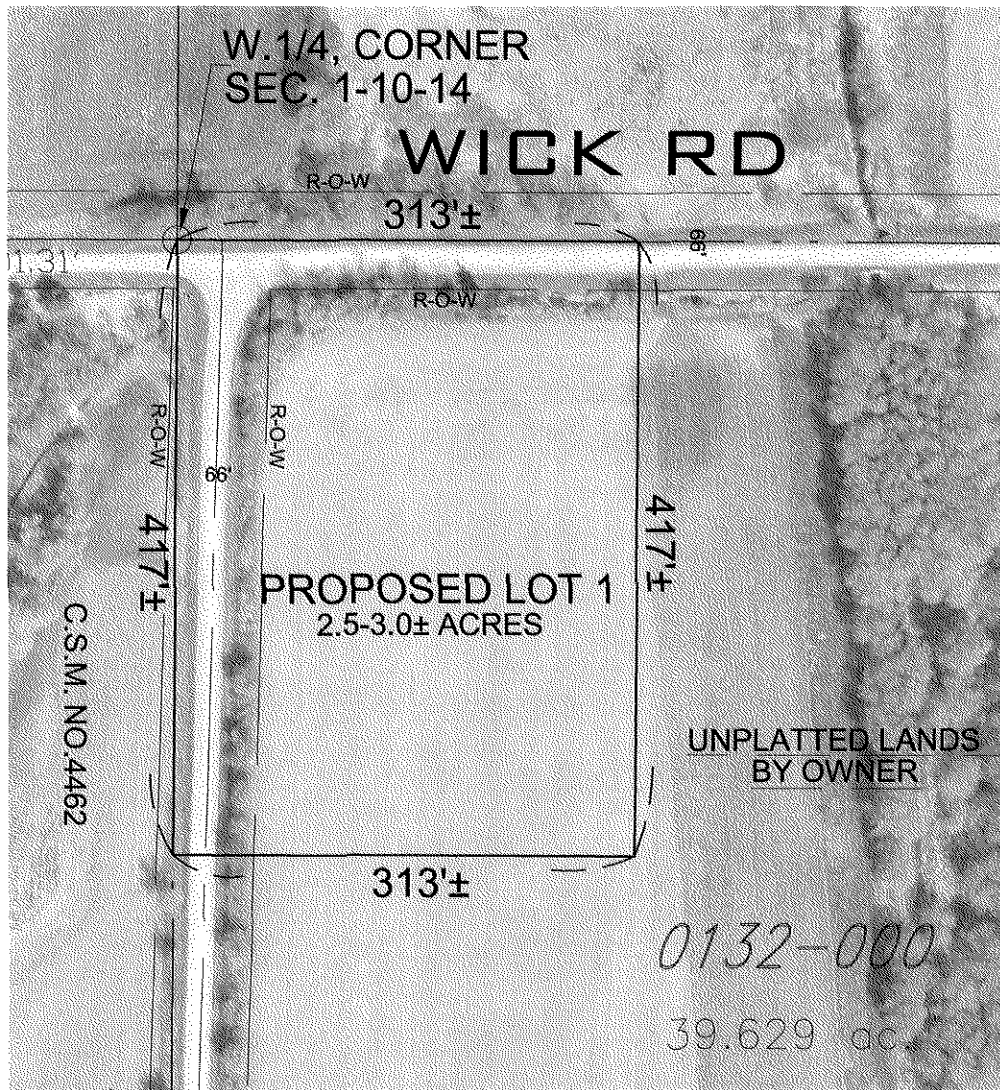 W.1/4, CORNER
SEC. 1-10-14
WICK RD
R-O-W
313'±
66'
R-O-W
R-O-W
R-O-W
66'
417'±
417'±
PROPOSED LOT 1
2.5-3.0± ACRES
C.S.M. NO.4462
UNPLATTED LANDS
BY OWNER
313'±
0132-000
39.629 ac.